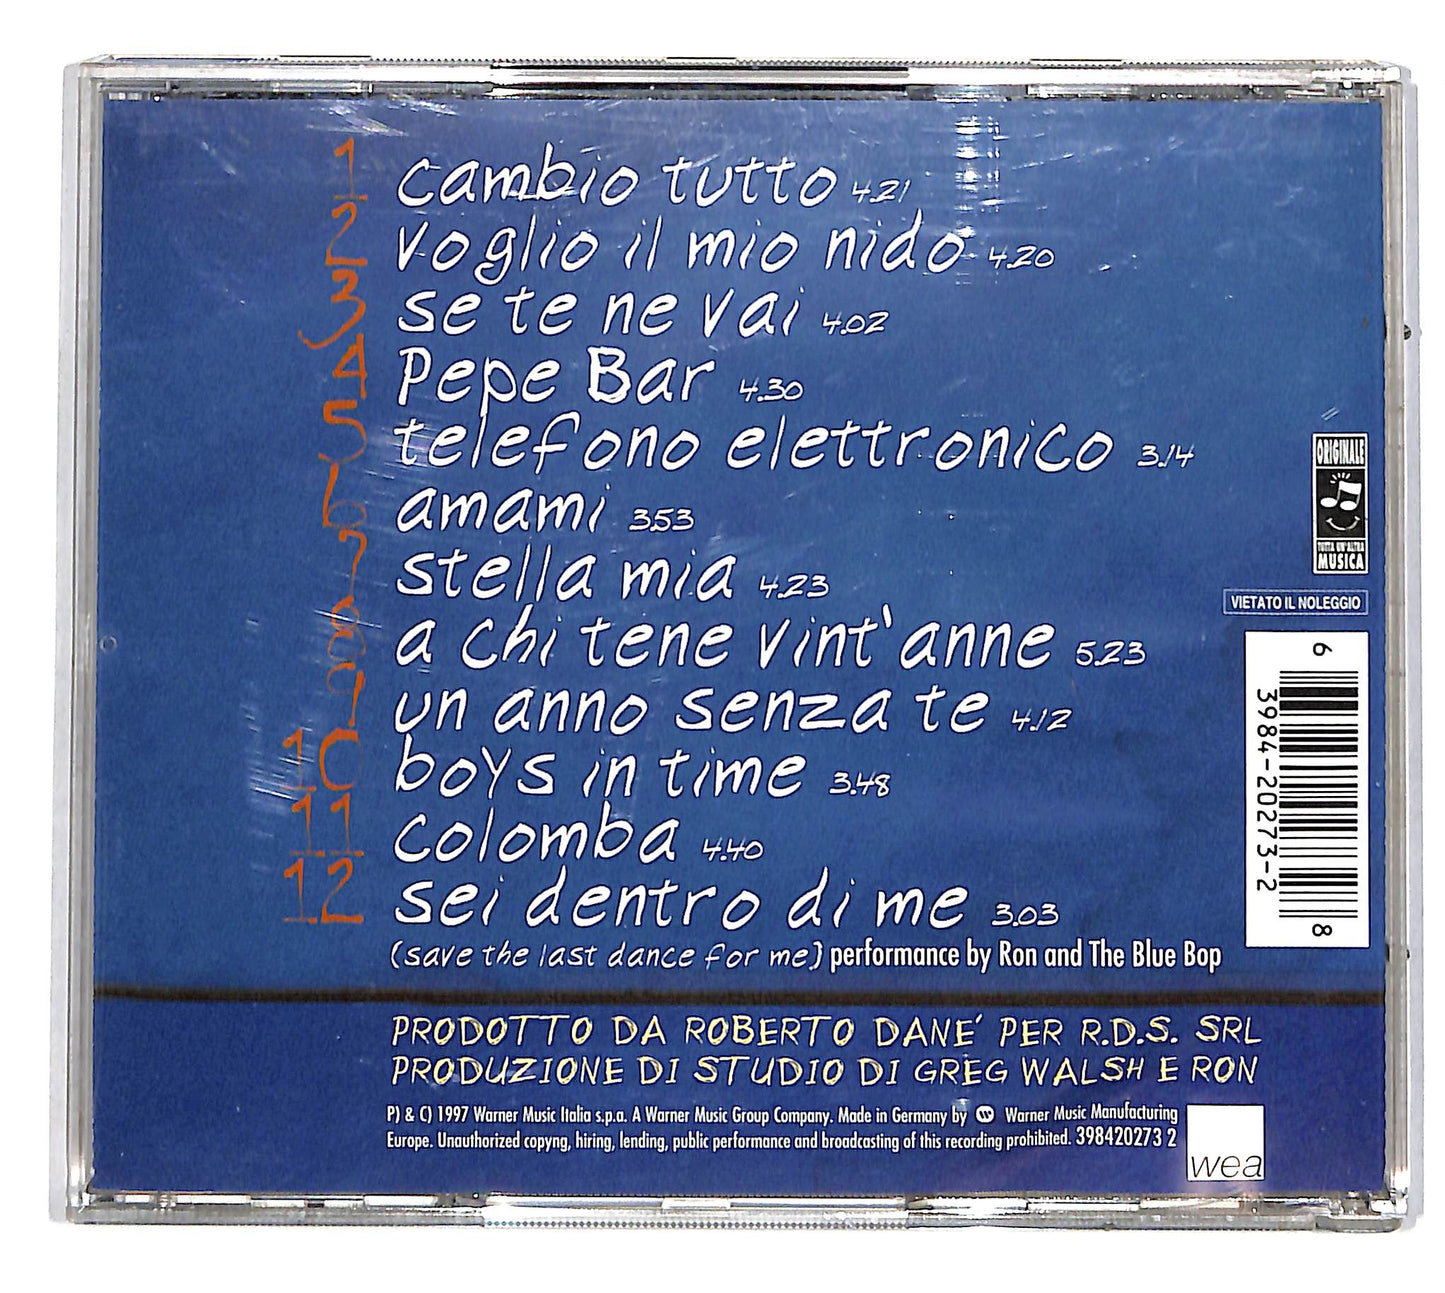 1 cambio tutto 4.21
2 voglio il mio nido 4.20
3 se te ne vai 4.02
4 Pepe Bar 4.30
5 telefono elettronico 3.14
6 amami 3.53
7 stella mia 4.23
8 a chi tene vint'anne 5.23
9 un anno senza te 4.12
10 boys in time 3.48
11 colomba 4.40
12 sei dentro di me 3.03
(save the last dance for me) performance by Ron and The Blue Bop
PRODOTTO DA ROBERTO DANE' PER R.D.S. SRL
PRODUZIONE DI STUDIO DI GREG WALSH E RON
P) & C) 1997 Warner Music Italia s.p.a. A Warner Music Group Company. Made in Germany by Warner Music Manufacturing
Europe. Unauthorized copyng, hiring, lending, public performance and broadcasting of this recording prohibited. 398420273 2
wea
ORIGINALE
TUTTA UN'ALTRA
MUSICA
VIETATO IL NOLEGGIO
6 3984-20273-2 8